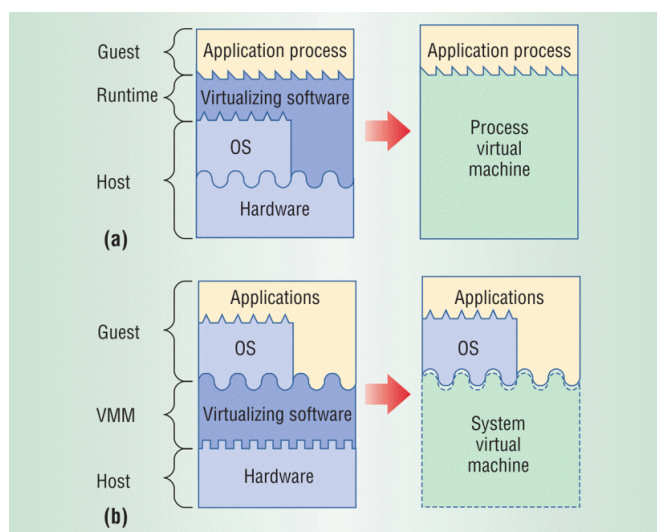 Guest
Application process
Application process
Runtime
Virtualizing software
OS
Process
virtual
machine
Host
Hardware
(a)
Applications
Applications
Guest
OS
OS
VMM
Virtualizing software
System
virtual
machine
Host
Hardware
(b)